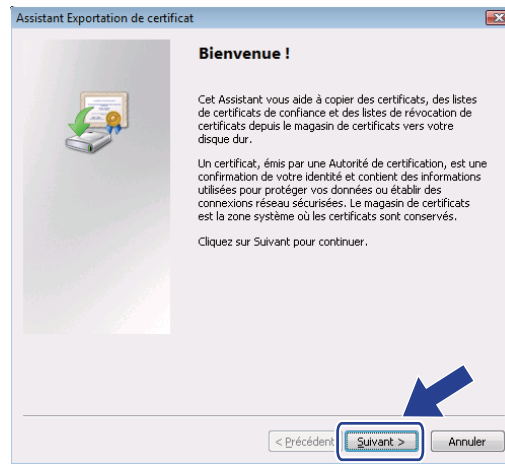 Assistant Exportation de certificat
Bienvenue !
Cet Assistant vous aide à copier des certificats, des listes
de certificats de confiance et des listes de révocation de
certificats depuis le magasin de certificats vers votre
disque dur.
Un certificat, émis par une Autorité de certification, est une
confirmation de votre identité et contient des informations
utilisées pour protéger vos données ou établir des
connexions réseau sécurisées. Le magasin de certificats
est la zone système où les certificats sont conservés.
Cliquez sur Suivant pour continuer.
< Précédent Suivant > Annuler